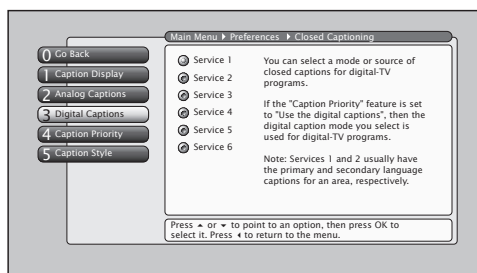 Main Menu ▸ Preferences ▸ Closed Captioning
0 Go Back
1 Caption Display
2 Analog Captions
3 Digital Captions
4 Caption Priority
5 Caption Style
Service 1
Service 2
Service 3
Service 4
Service 5
Service 6
You can select a mode or source of
closed captions for digital-TV
programs.
If the "Caption Priority" feature is set
to "Use the digital captions", then the
digital caption mode you select is
used for digital-TV programs.
Note: Services 1 and 2 usually have
the primary and secondary language
captions for an area, respectively.
Press ▴ or ▾ to point to an option, then press OK to
select it. Press ◂ to return to the menu.